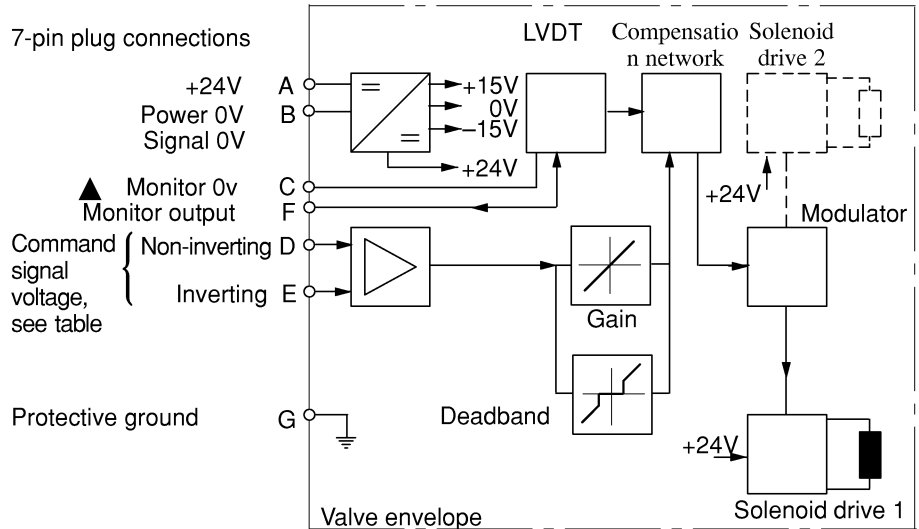 7-pin plug connections
LVDT
Compensatio
n network
Solenoid
drive 2
+24V A
Power 0V B
Signal 0V
+15V
0V
–15V
+24V
+24V
▲ Monitor 0v C
Monitor output F
Modulator
Command
signal
voltage,
see table
Non-inverting D
Inverting E
Gain
Deadband
Protective ground G
+24V
Solenoid drive 1
Valve envelope